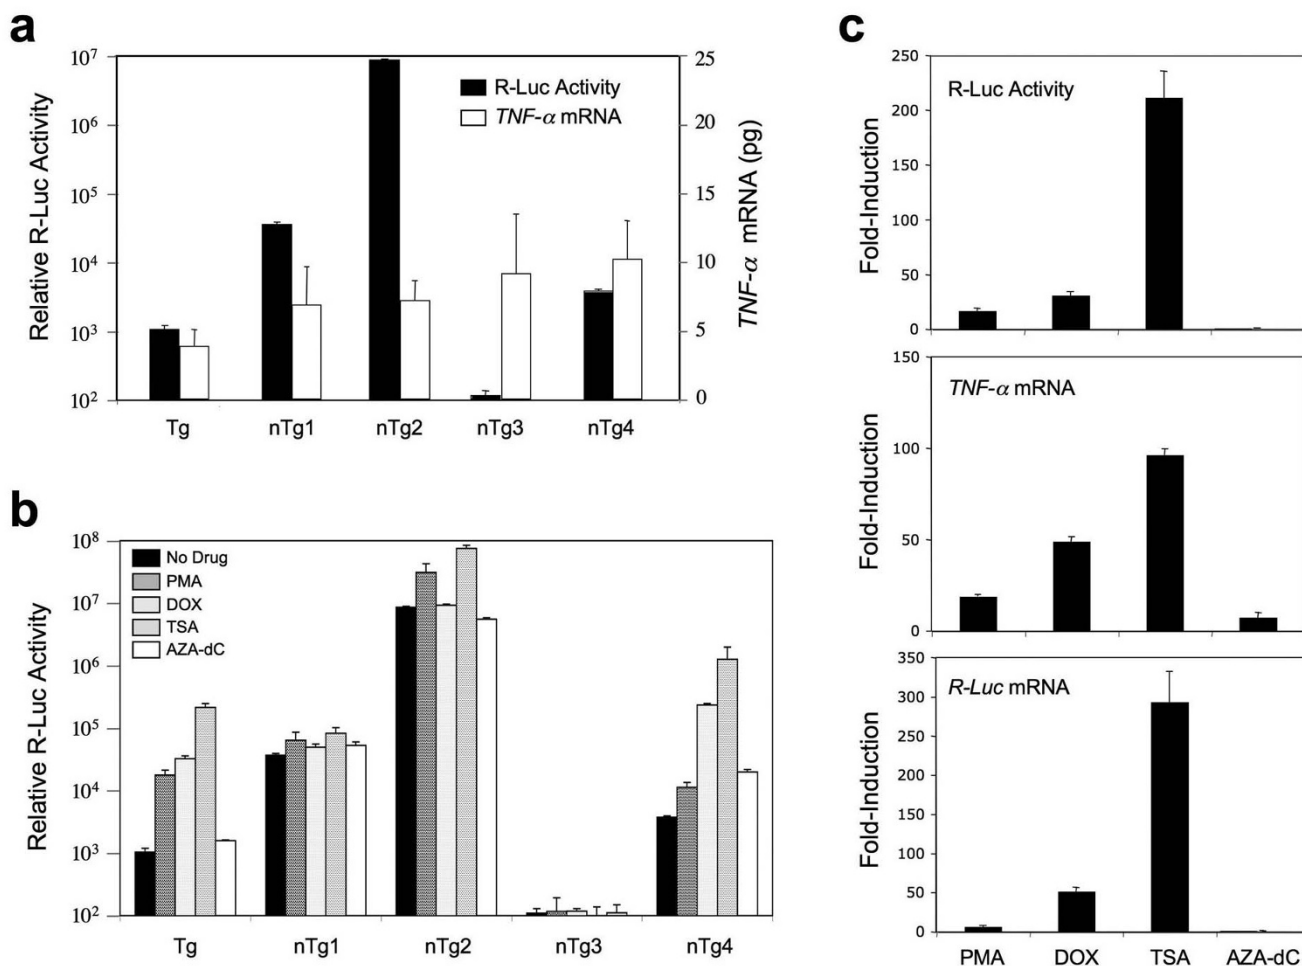 a
Relative R-Luc Activity
10⁷
10⁶
10⁵
10⁴
10³
10²
R-Luc Activity
TNF-α mRNA
25
20
15
10
5
0
TNF-α mRNA (pg)
Tg nTg1 nTg2 nTg3 nTg4
b
Relative R-Luc Activity
10⁸
10⁷
10⁶
10⁵
10⁴
10³
10²
No Drug
PMA
DOX
TSA
AZA-dC
Tg nTg1 nTg2 nTg3 nTg4
c
Fold-Induction
250
200
150
100
50
0
R-Luc Activity
Fold-Induction
150
100
50
0
TNF-α mRNA
Fold-Induction
350
300
250
200
150
100
50
0
R-Luc mRNA
PMA DOX TSA AZA-dC